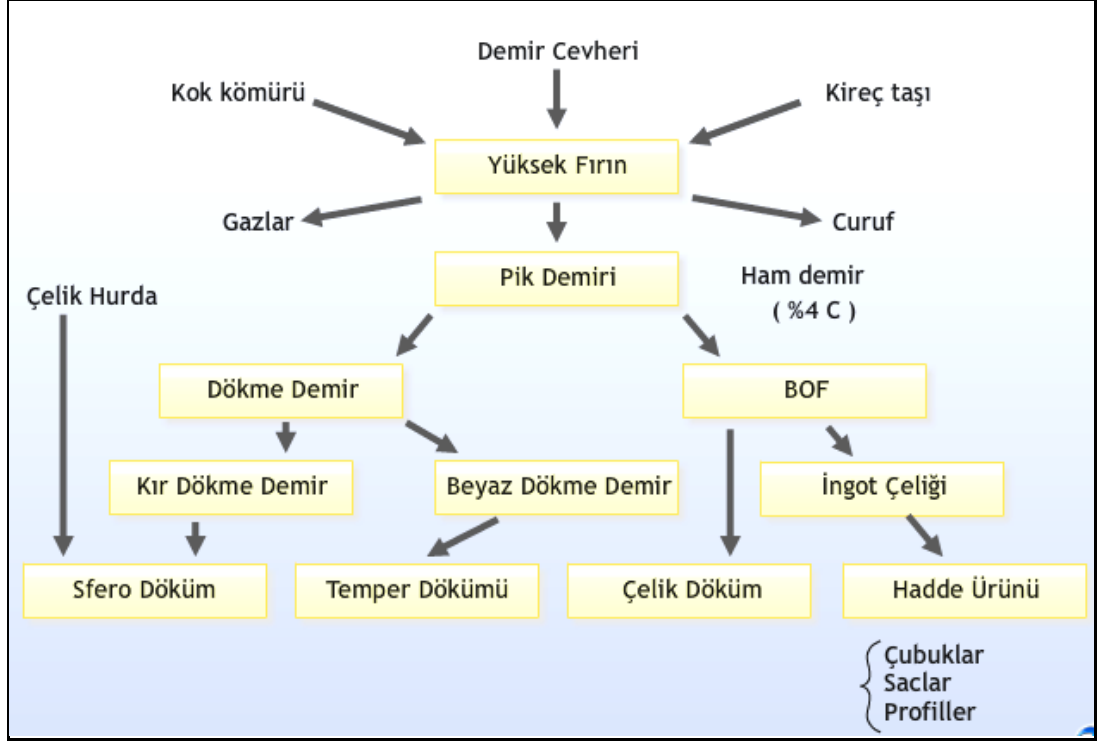 Demir Cevheri
Kok kömürü
Kireç taşı
Yüksek Fırın
Gazlar
Curuf
Pik Demiri
Ham demir
( %4 C )
Çelik Hurda
Dökme Demir
BOF
Kır Dökme Demir
Beyaz Dökme Demir
İngot Çeliği
Sfero Döküm
Temper Dökümü
Çelik Döküm
Hadde Ürünü
Çubuklar
Saclar
Profiller